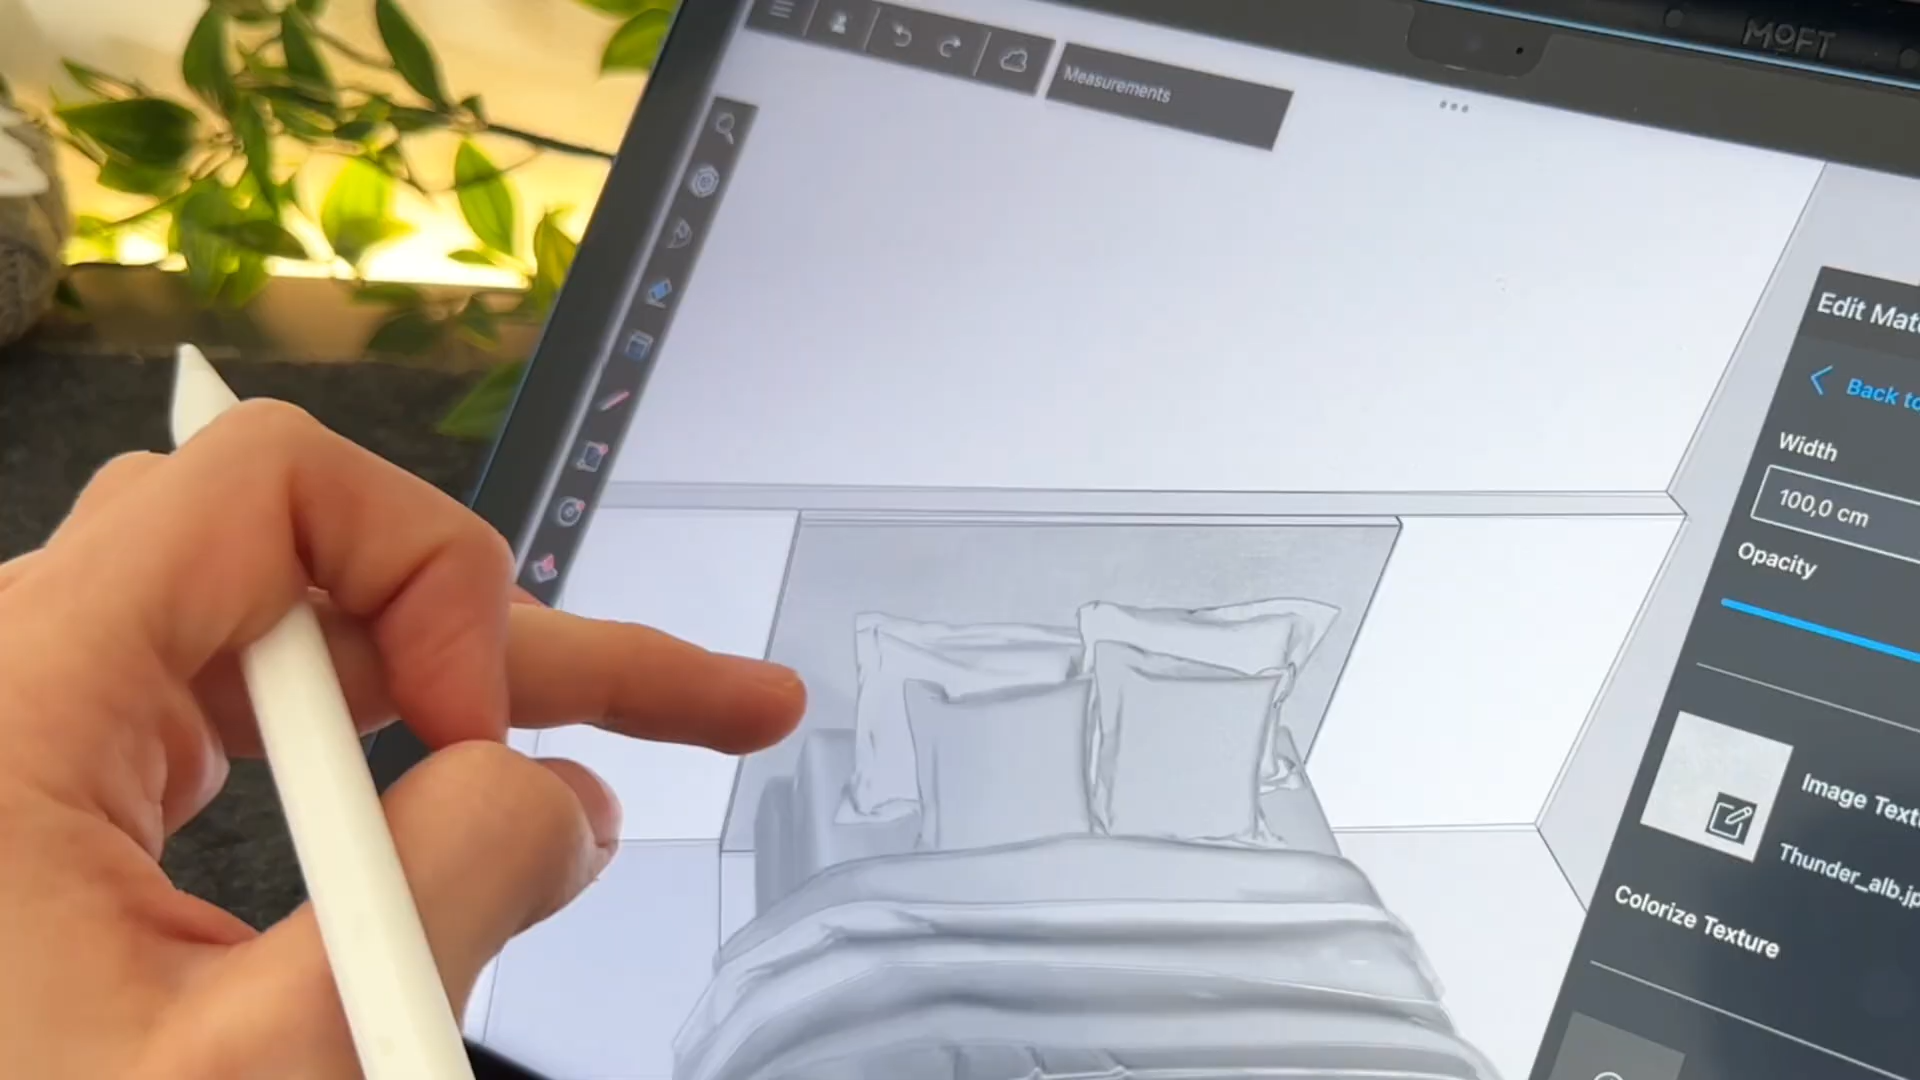 MOFT
Measurements
Edit Mat
Back to
Width
100,0 cm
Opacity
Image Text
Thunder_alb.jp
Colorize Texture